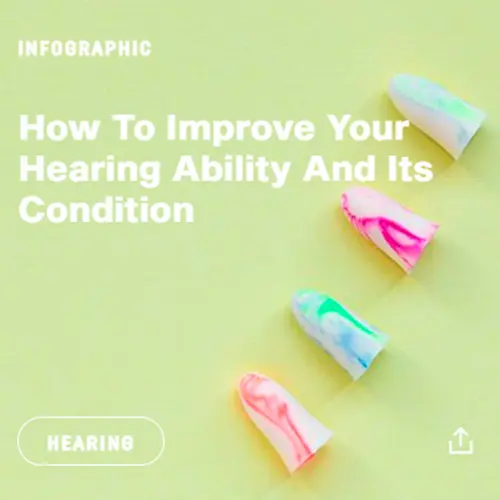 INFOGRAPHIC
How To Improve Your
Hearing Ability And Its
Condition
HEARING